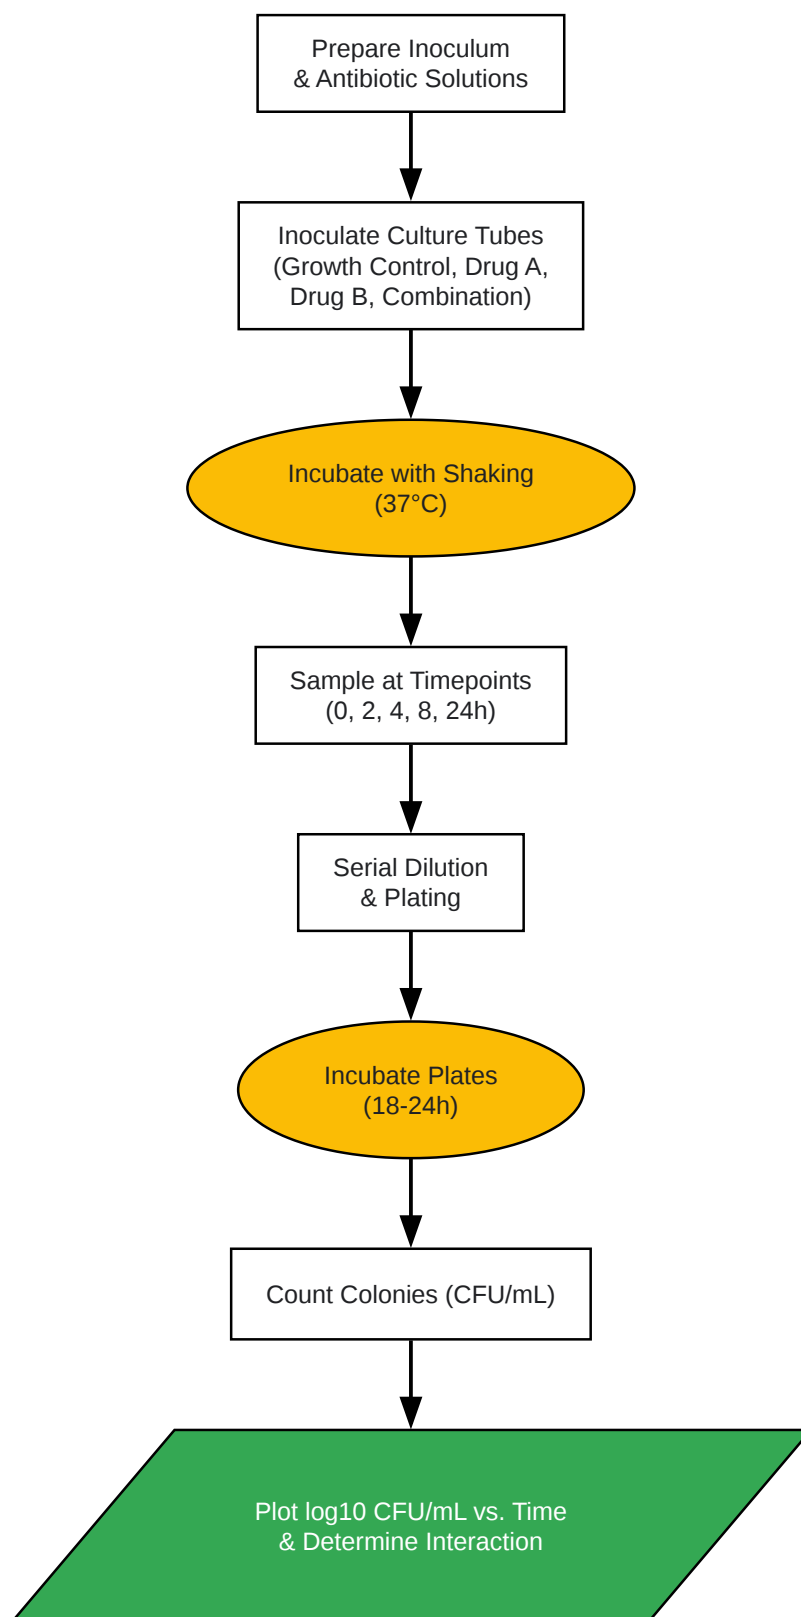 Prepare Inoculum
& Antibiotic Solutions
Inoculate Culture Tubes
(Growth Control, Drug A,
Drug B, Combination)
Incubate with Shaking
(37°C)
Sample at Timepoints
(0, 2, 4, 8, 24h)
Serial Dilution
& Plating
Incubate Plates
(18-24h)
Count Colonies (CFU/mL)
Plot log10 CFU/mL vs. Time
& Determine Interaction